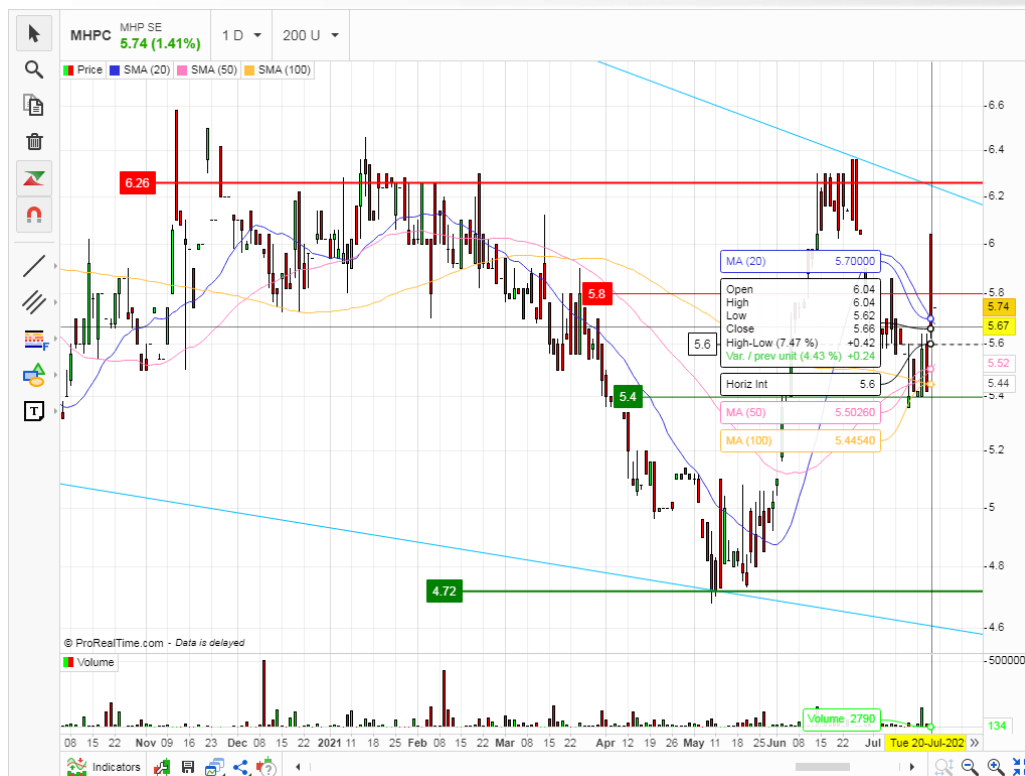 MHPC MHP SE 5.74 (1.41%) 1 D 200 U
Price SMA (20) SMA (50) SMA (100)
6.6
6.4
6.26
6.2
6
MA (20) 5.70000
5.8
5.8
Open 6.04
High 6.04
Low 5.62
Close 5.66
High-Low (7.47 %) +0.42
Var. / prev unit (4.43 %) +0.24
5.74
5.67
5.6
5.6
5.52
Horiz Int 5.6
5.44
5.4
5.4
MA (50) 5.50260
MA (100) 5.44540
5.2
5
4.8
4.72
4.6
© ProRealTime.com - Data is delayed
Volume
500000
Volume 2790
134
08 15 22 Nov 09 16 23 Dec 08 15 22 2021 11 18 25 Feb 08 15 22 Mar 08 15 22 Apr 12 19 26 May 11 18 25 Jun 08 15 22 Jul Tue 20-Jul-202
Indicators